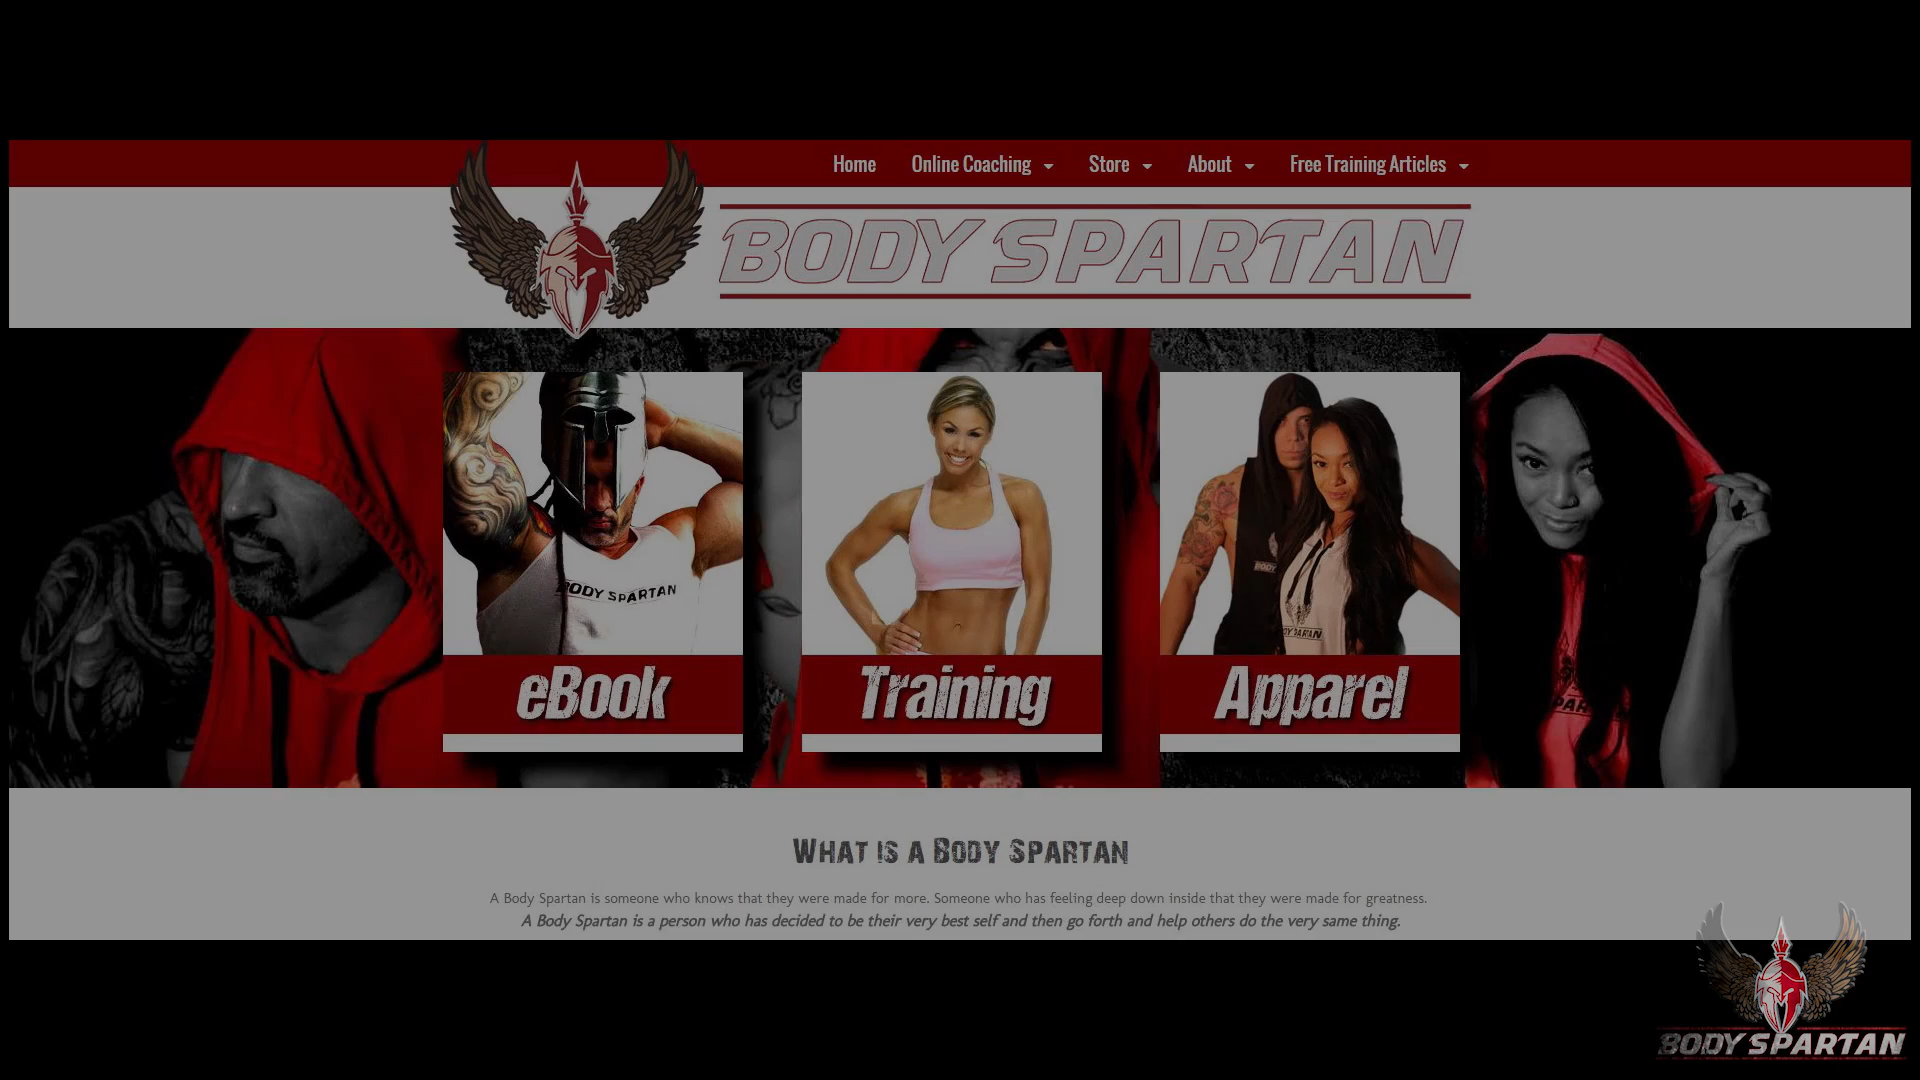 Home Online Coaching Store About Free Training Articles
BODY SPARTAN
BODY SPARTAN
BODY
eBook Training Apparel
WHAT IS A BODY SPARTAN
A Body Spartan is someone who knows that they were made for more. Someone who has feeling deep down inside that they were made for greatness.
A Body Spartan is a person who has decided to be their very best self and then go forth and help others do the very same thing.
BODY SPARTAN